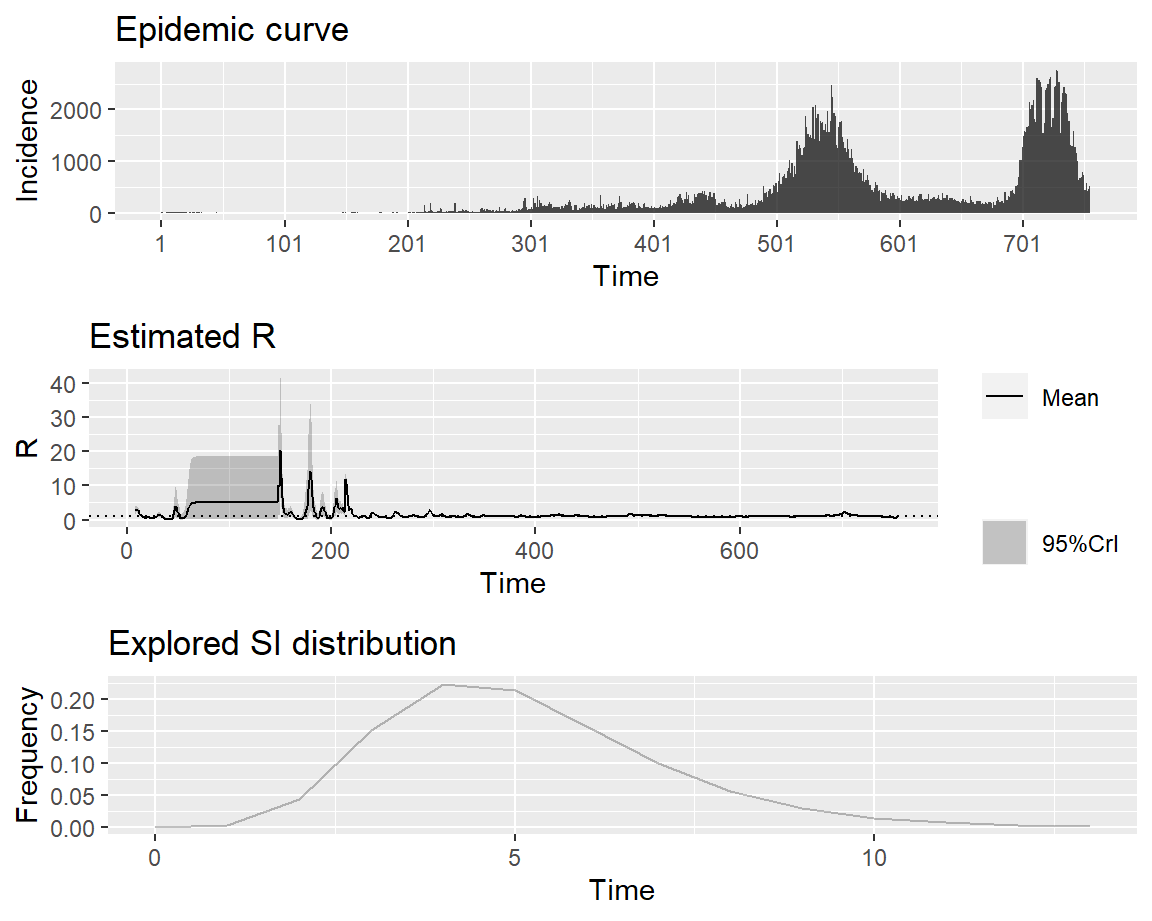 Epidemic curve
Incidence
2000
1000
0
1 101 201 301 401 501 601 701
Time
Estimated R
R
40
30
20
10
0
0 200 400 600
Time
Mean
95%CrI
Explored SI distribution
Frequency
0.20
0.15
0.10
0.05
0.00
0 5 10
Time